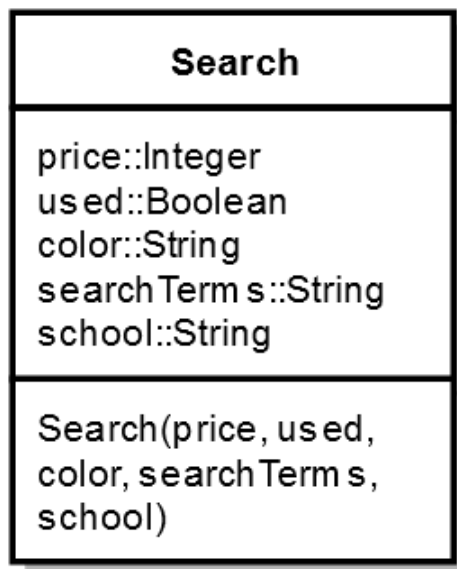 Search
price::Integer
used::Boolean
color::String
searchTerms::String
school::String
Search(price, used,
color, searchTerms,
school)